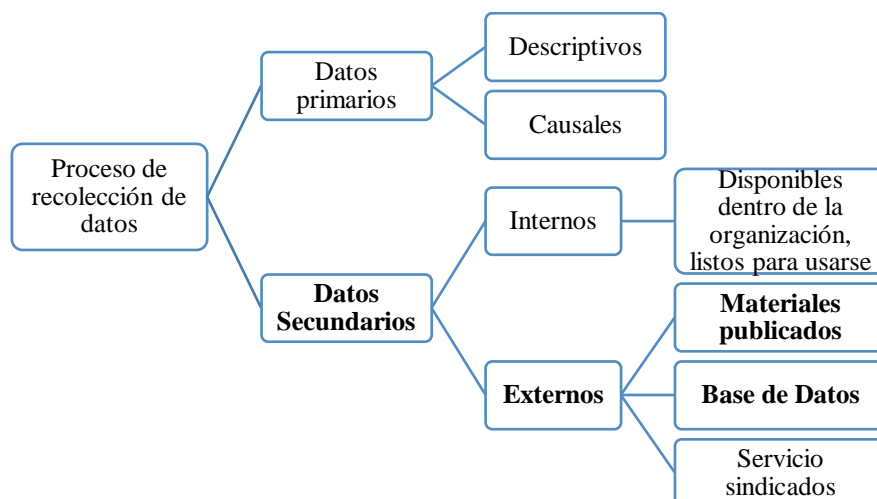 Proceso de
recolección de
datos
Datos
primarios
Descriptivos
Causales
Datos
Secundarios
Internos
Disponibles
dentro de la
organización,
listos para usarse
Externos
Materiales
publicados
Base de Datos
Servicio
sindicados